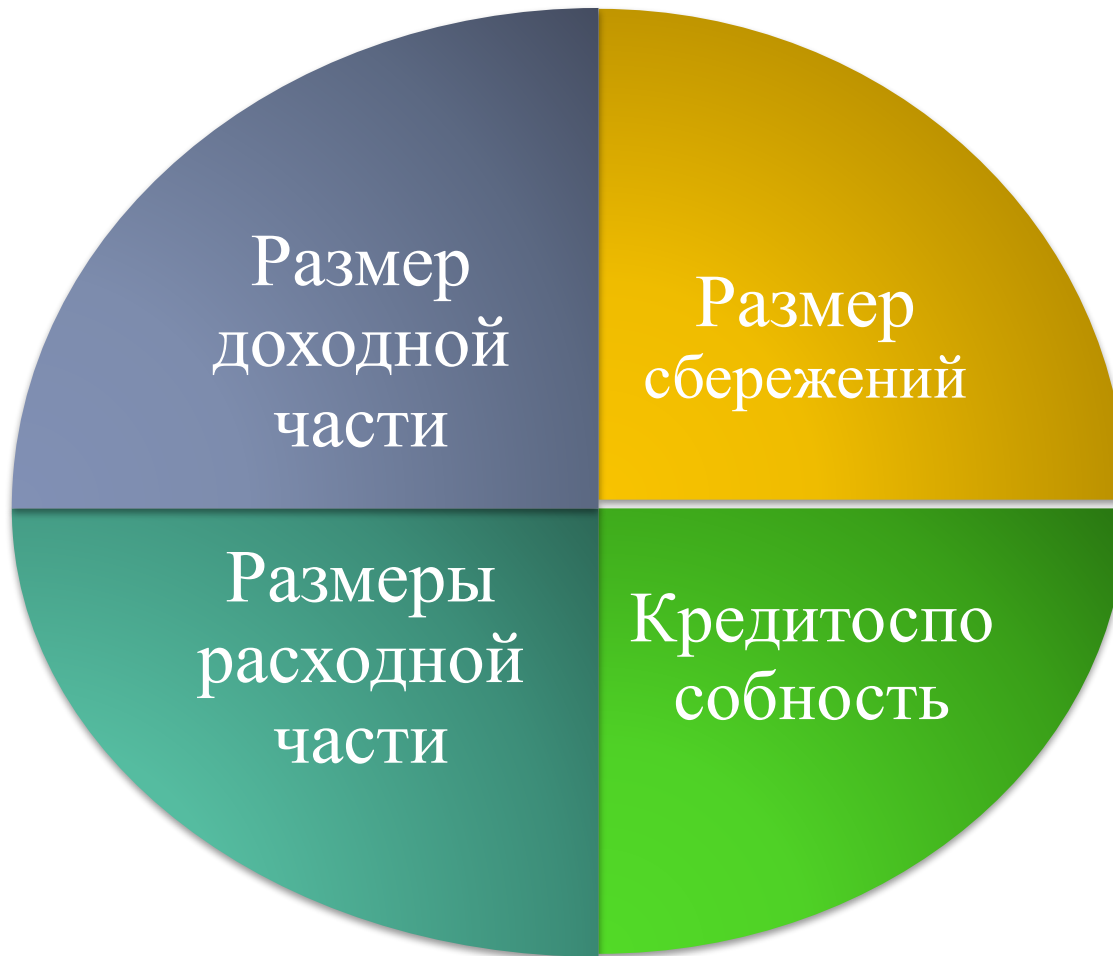 Размер
доходной
части
Размер
сбережений
Размеры
расходной
части
Кредитоспо
собность